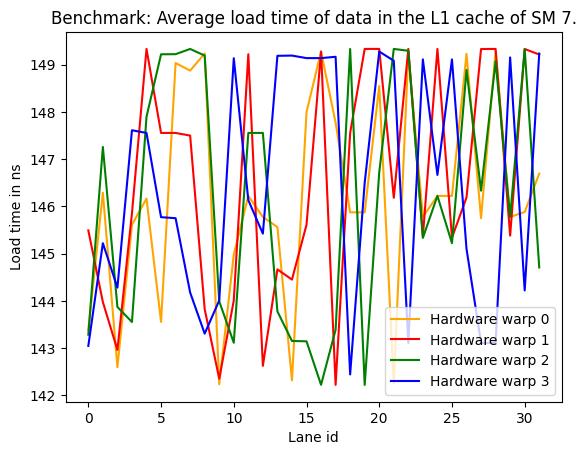 Benchmark: Average load time of data in the L1 cache of SM 7.
Load time in ns
149
148
147
146
145
144
143
142
0 5 10 15 20 25 30
Lane id
Hardware warp 0
Hardware warp 1
Hardware warp 2
Hardware warp 3